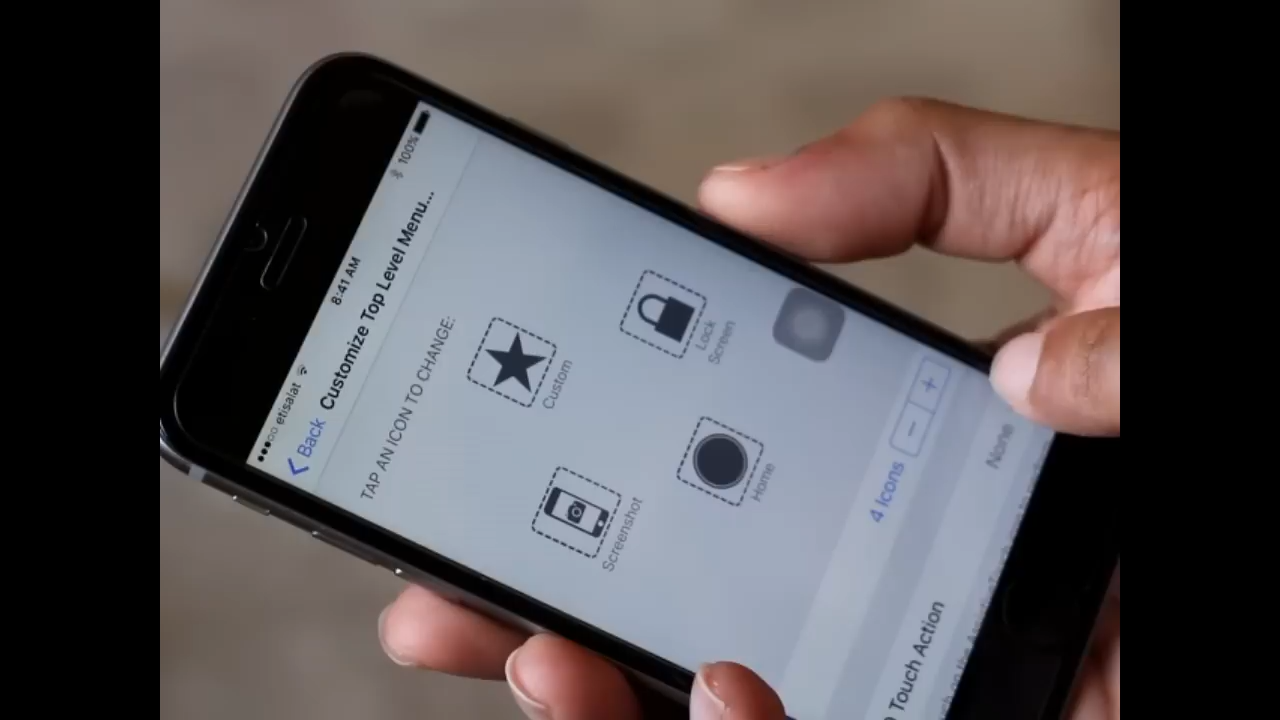 etisalat 8:41 AM 100%
Back Customize Top Level Menu...
TAP AN ICON TO CHANGE:
Screenshot Custom
Home Lock Screen
4 Icons − +
Touch Action None